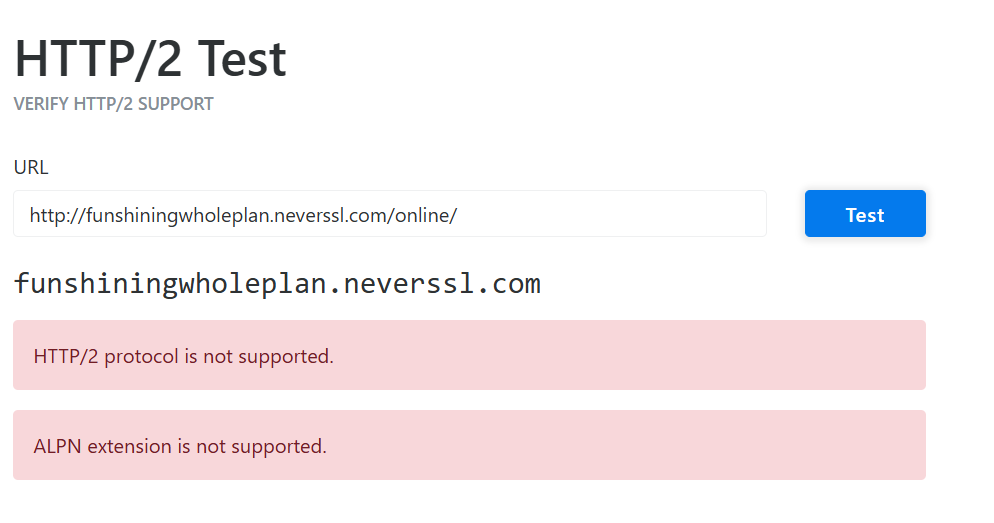 HTTP/2 Test
VERIFY HTTP/2 SUPPORT
URL
http://funshiningwholeplan.neverssl.com/online/
Test
funshiningwholeplan.neverssl.com
HTTP/2 protocol is not supported.
ALPN extension is not supported.